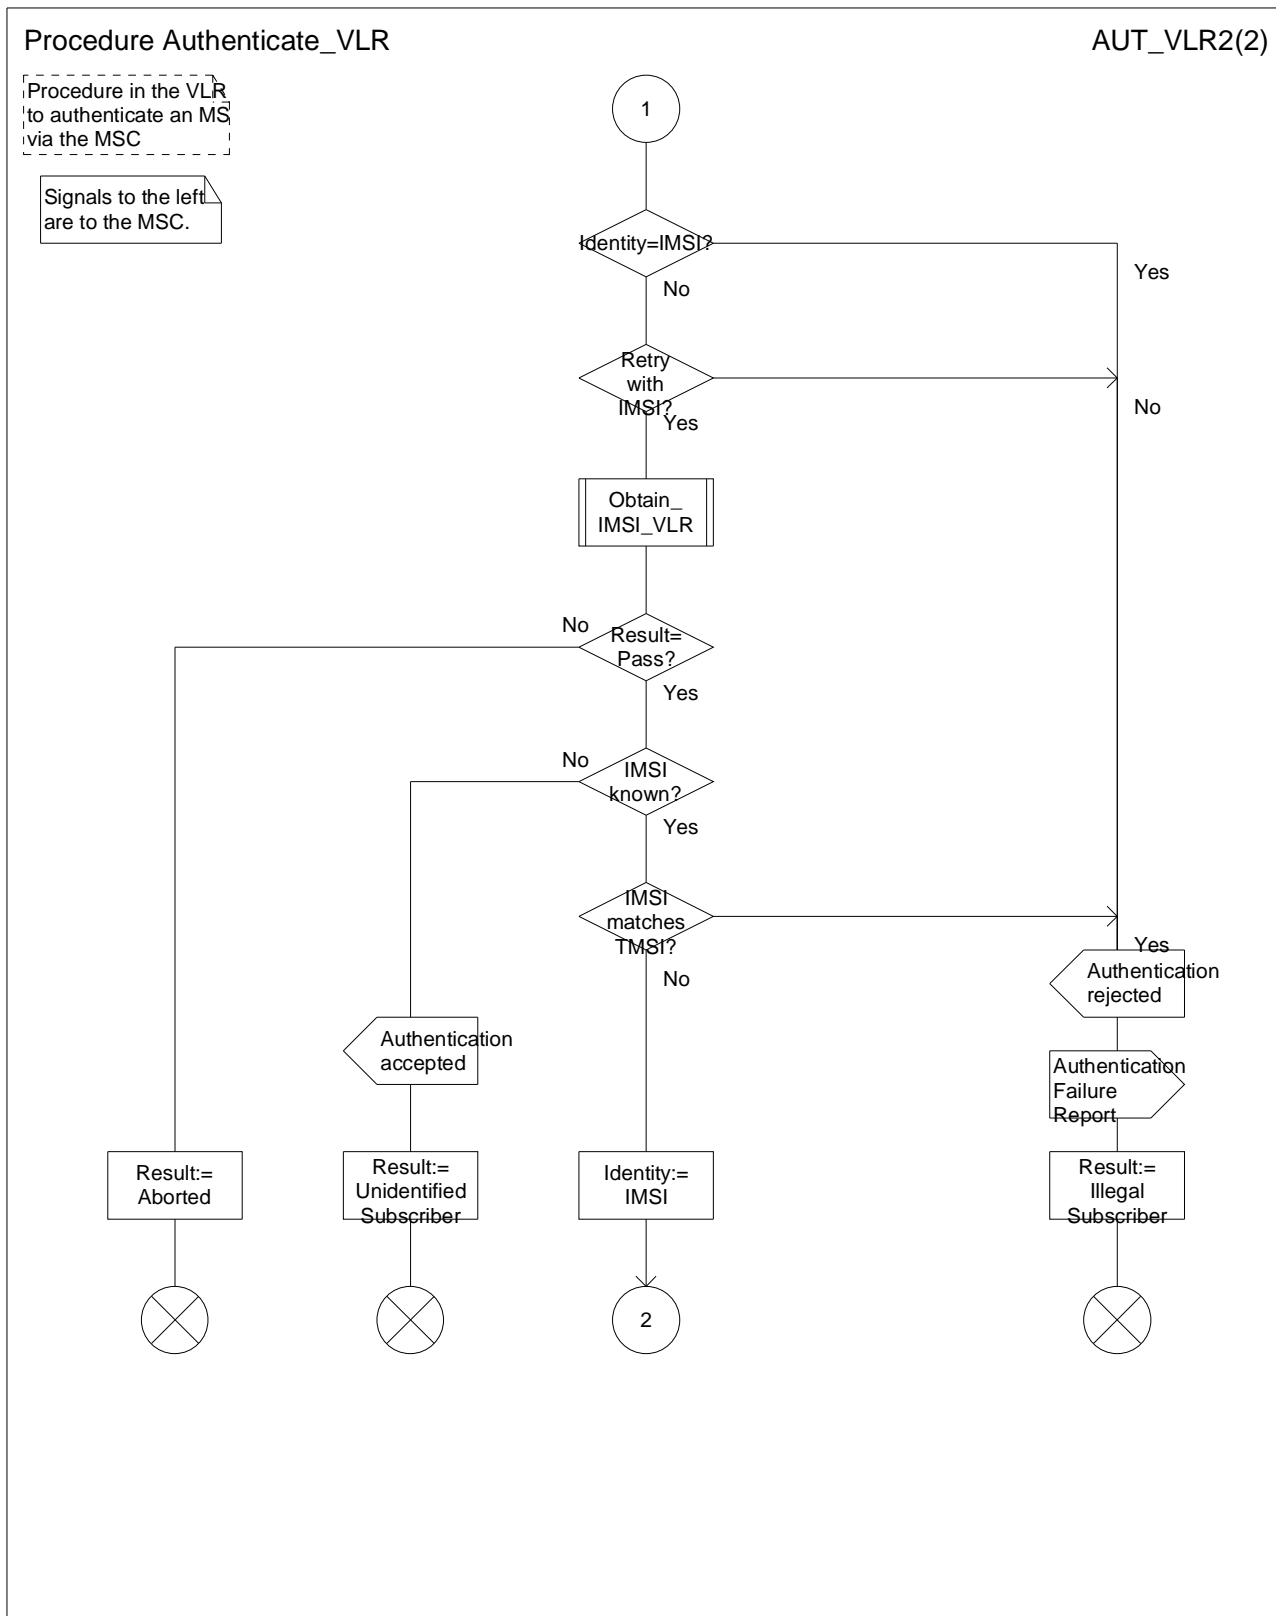 Procedure Authenticate_VLR
AUT_VLR2(2)
Procedure in the VLR
to authenticate an MS
via the MSC
Signals to the left
are to the MSC.
1
Identity=IMSI?
Yes
No
Retry
with
IMSI?
No
Yes
Obtain_
IMSI_VLR
No
Result=
Pass?
Yes
No
IMSI
known?
Yes
IMSI
matches
TMSI?
Yes
No
Authentication
rejected
Authentication
accepted
Authentication
Failure
Report
Result:=
Aborted
Result:=
Unidentified
Subscriber
Identity:=
IMSI
Result:=
Illegal
Subscriber
2